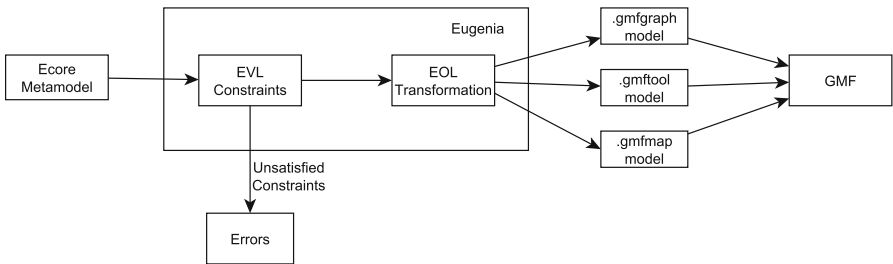 Eugenia
Ecore
Metamodel
EVL
Constraints
EOL
Transformation
.gmfgraph
model
.gmftool
model
.gmfmap
model
GMF
Unsatisfied
Constraints
Errors